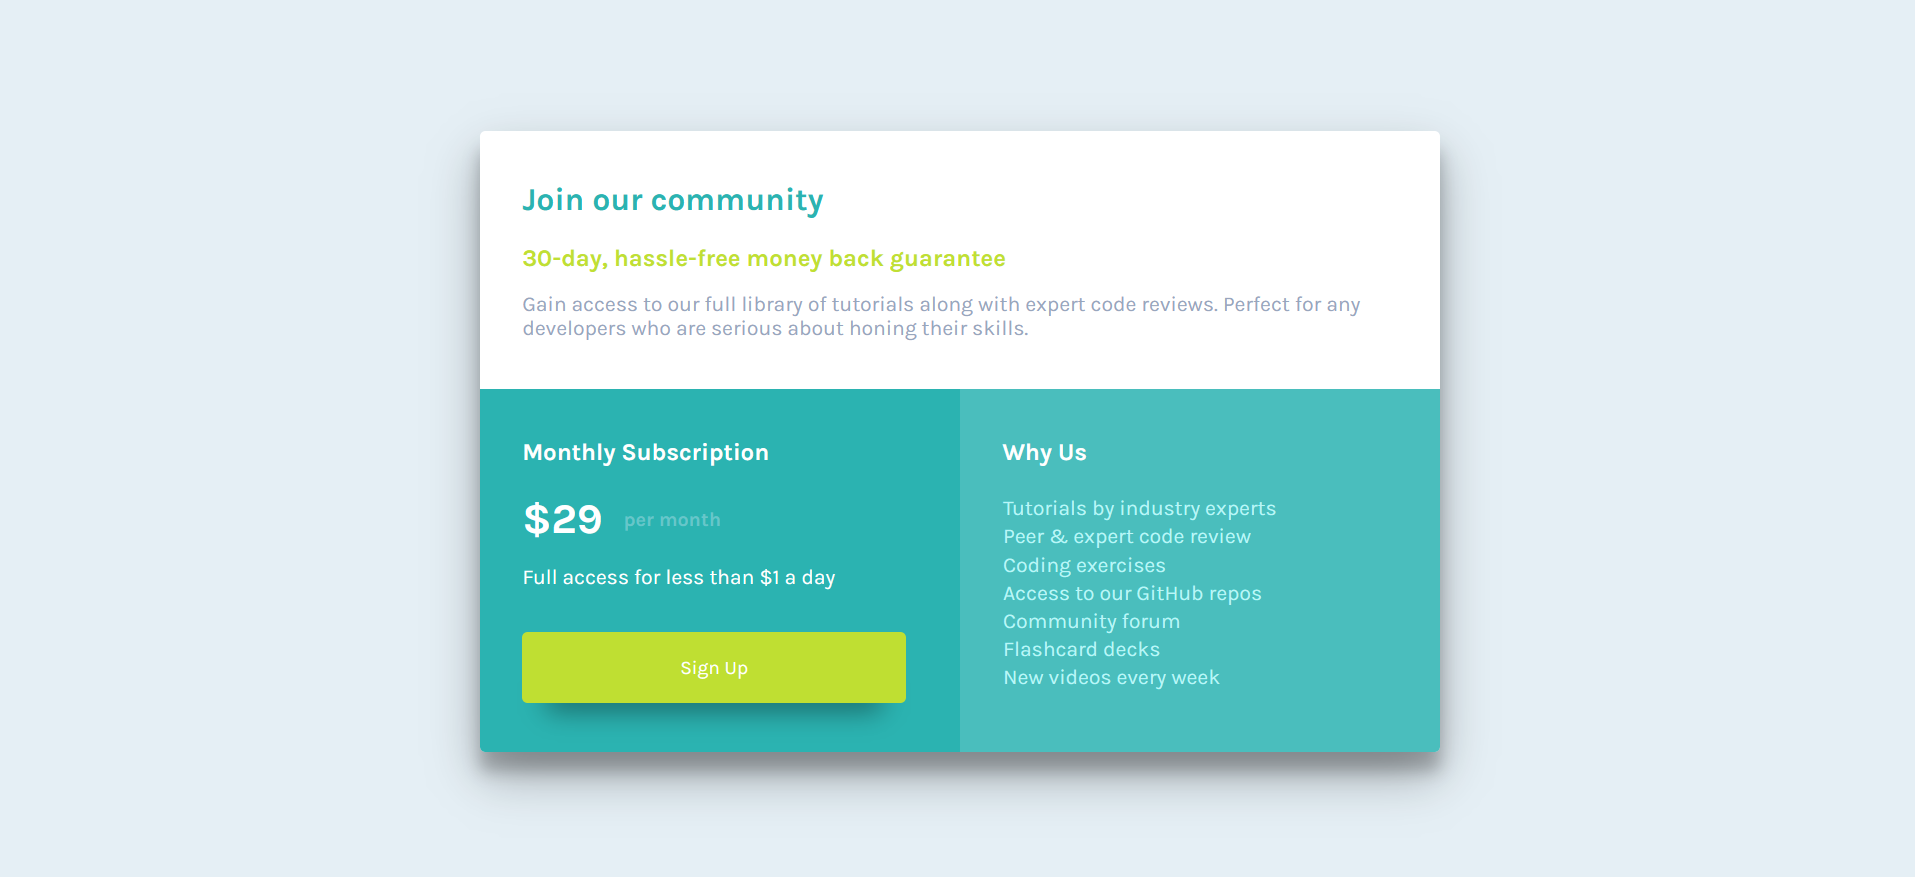 Join our community
30-day, hassle-free money back guarantee
Gain access to our full library of tutorials along with expert code reviews. Perfect for any
developers who are serious about honing their skills.
Monthly Subscription
$29 per month
Full access for less than $1 a day
Sign Up
Why Us
Tutorials by industry experts
Peer & expert code review
Coding exercises
Access to our GitHub repos
Community forum
Flashcard decks
New videos every week